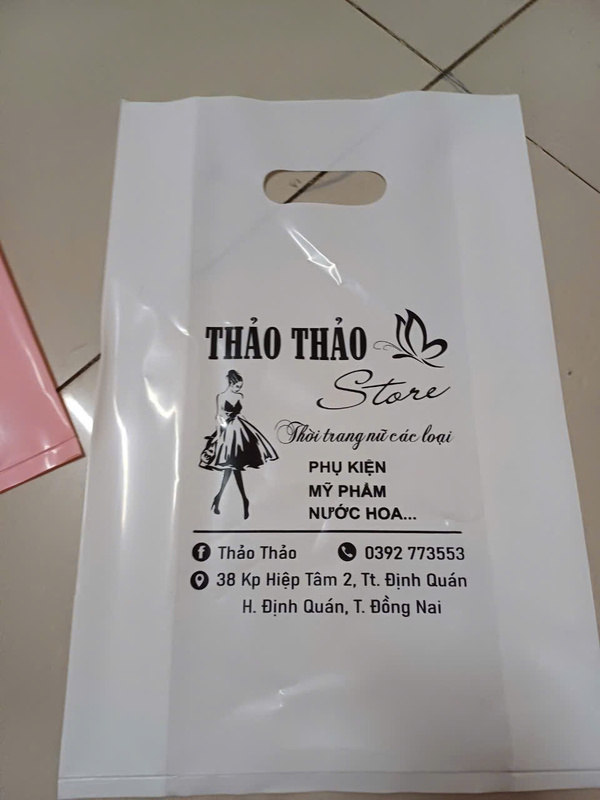 THẢO THẢO
Store
Thời trang nữ các loại
PHỤ KIỆN
MỸ PHẨM
NƯỚC HOA...
Thảo Thảo 0392 773553
38 Kp Hiệp Tâm 2, Tt. Định Quán
H. Định Quán, T. Đồng Nai